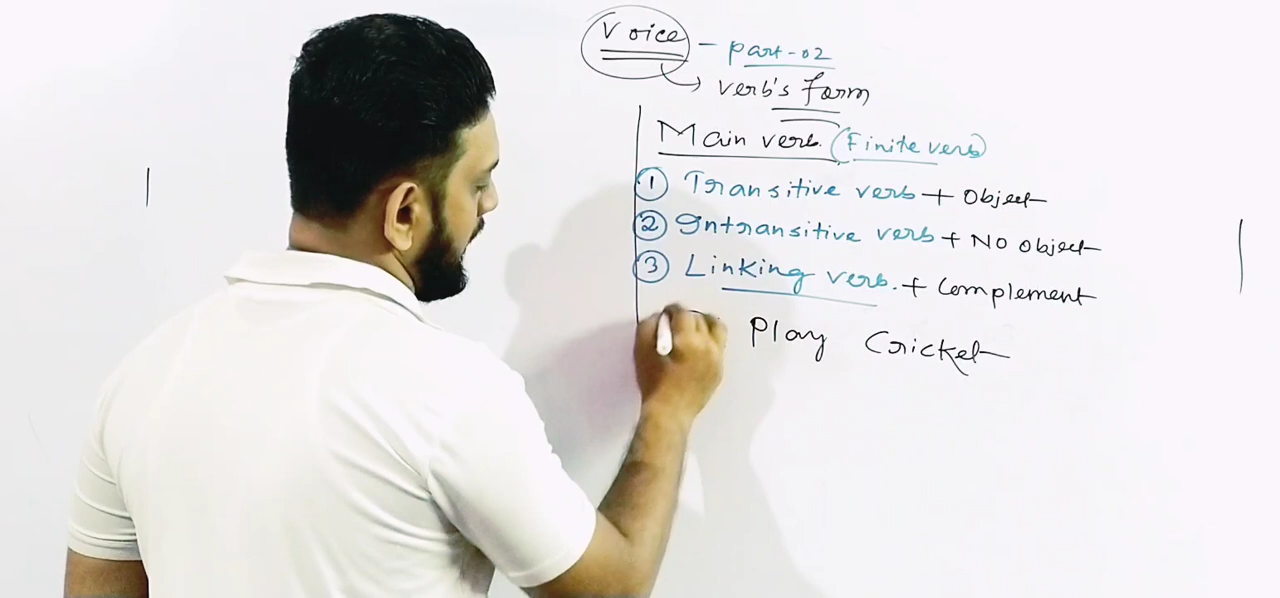 Voice - part-02
verb's form
Main verb. (Finite verb)
1 Transitive verb + Object
2 Intransitive verb + No object
3 Linking verb. + Complement
Play Cricket